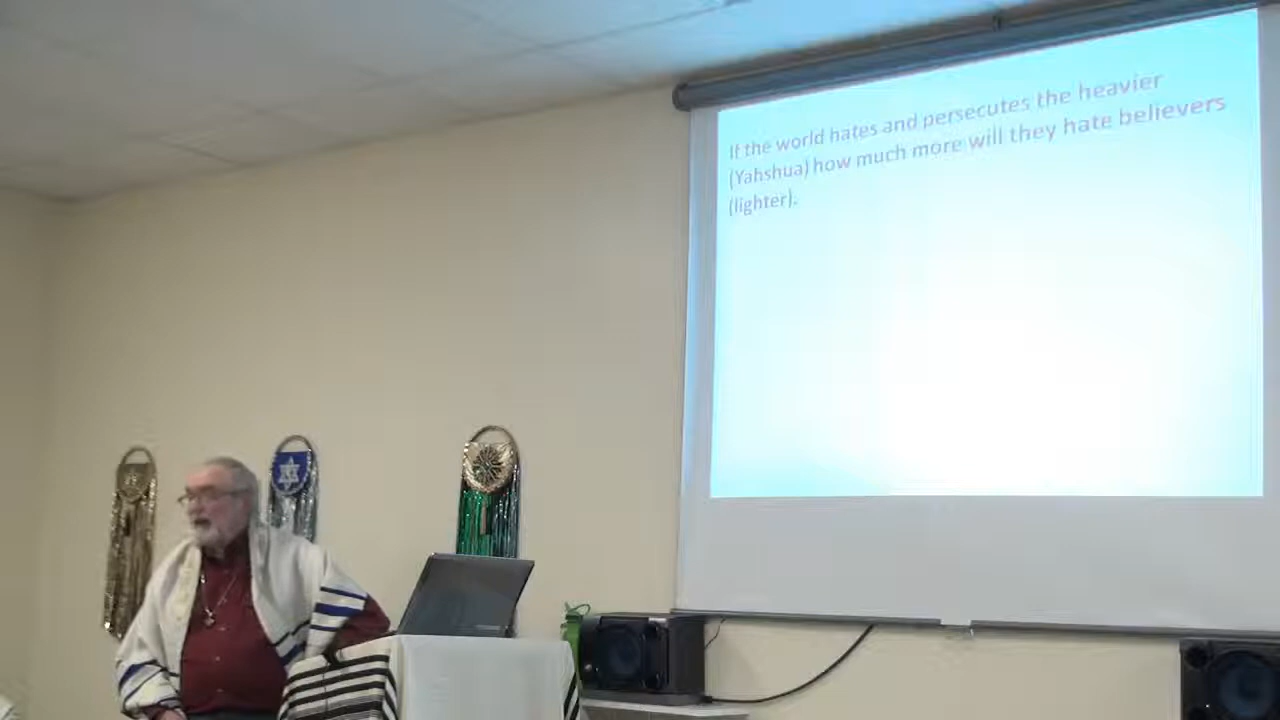 If the world hates and persecutes the heavier
(Yahshua) how much more will they hate believers
(lighter).